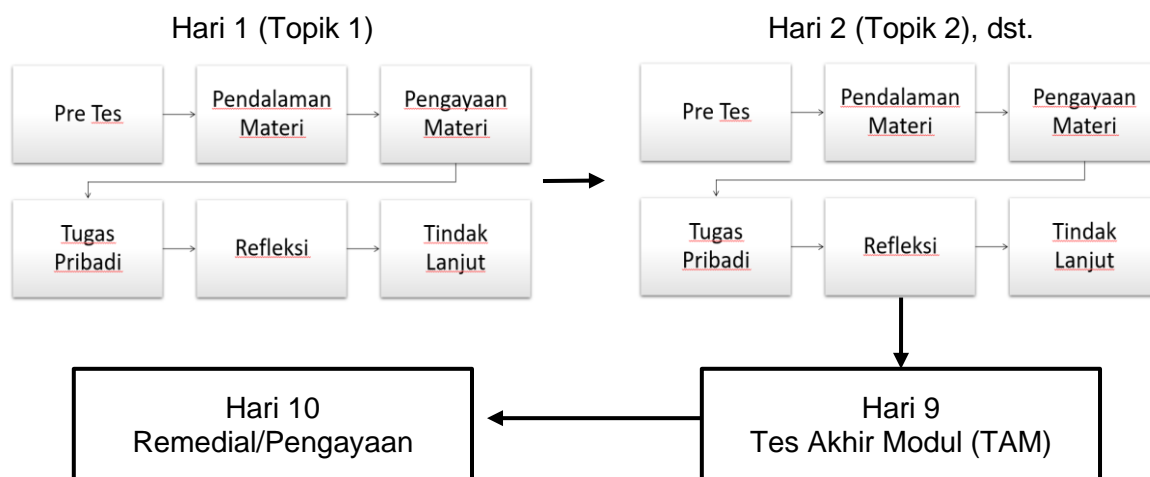 Hari 1 (Topik 1)
Pre Tes
Pendalaman
Materi
Pengayaan
Materi
Tugas
Pribadi
Refleksi
Tindak
Lanjut
Hari 2 (Topik 2), dst.
Pre Tes
Pendalaman
Materi
Pengayaan
Materi
Tugas
Pribadi
Refleksi
Tindak
Lanjut
Hari 10
Remedial/Pengayaan
Hari 9
Tes Akhir Modul (TAM)